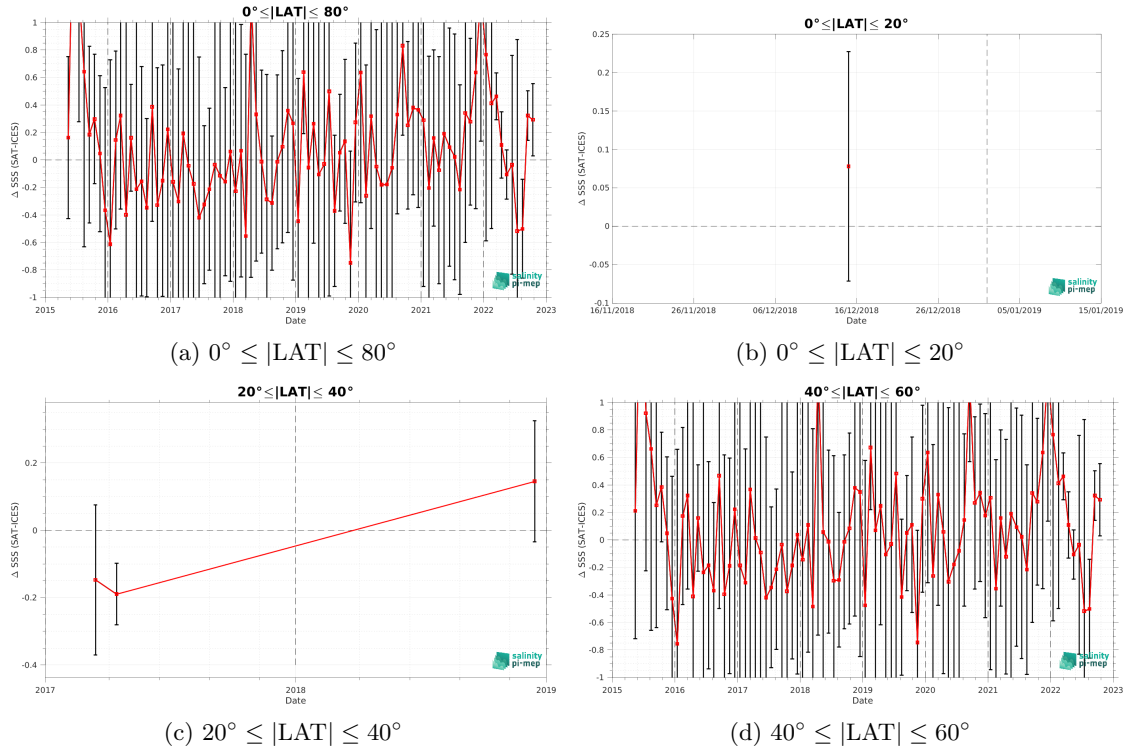 0°≤|LAT|≤ 80°
Δ SSS (SAT-ICES)
1
0.8
0.6
0.4
0.2
0
-0.2
-0.4
-0.6
-0.8
-1
2015 2016 2017 2018 2019 2020 2021 2022 2023
Date
salinity
pi-mep
(a) 0° ≤ |LAT| ≤ 80°
0°≤|LAT|≤ 20°
Δ SSS (SAT-ICES)
0.25
0.2
0.15
0.1
0.05
0
-0.05
-0.1
16/11/2018 26/11/2018 06/12/2018 16/12/2018 26/12/2018 05/01/2019 15/01/2019
Date
salinity
pi-mep
(b) 0° ≤ |LAT| ≤ 20°
20°≤|LAT|≤ 40°
Δ SSS (SAT-ICES)
0.2
0
-0.2
-0.4
2017 2018 2019
Date
salinity
pi-mep
(c) 20° ≤ |LAT| ≤ 40°
40°≤|LAT|≤ 60°
Δ SSS (SAT-ICES)
1
0.8
0.6
0.4
0.2
0
-0.2
-0.4
-0.6
-0.8
-1
2015 2016 2017 2018 2019 2020 2021 2022 2023
Date
salinity
pi-mep
(d) 40° ≤ |LAT| ≤ 60°